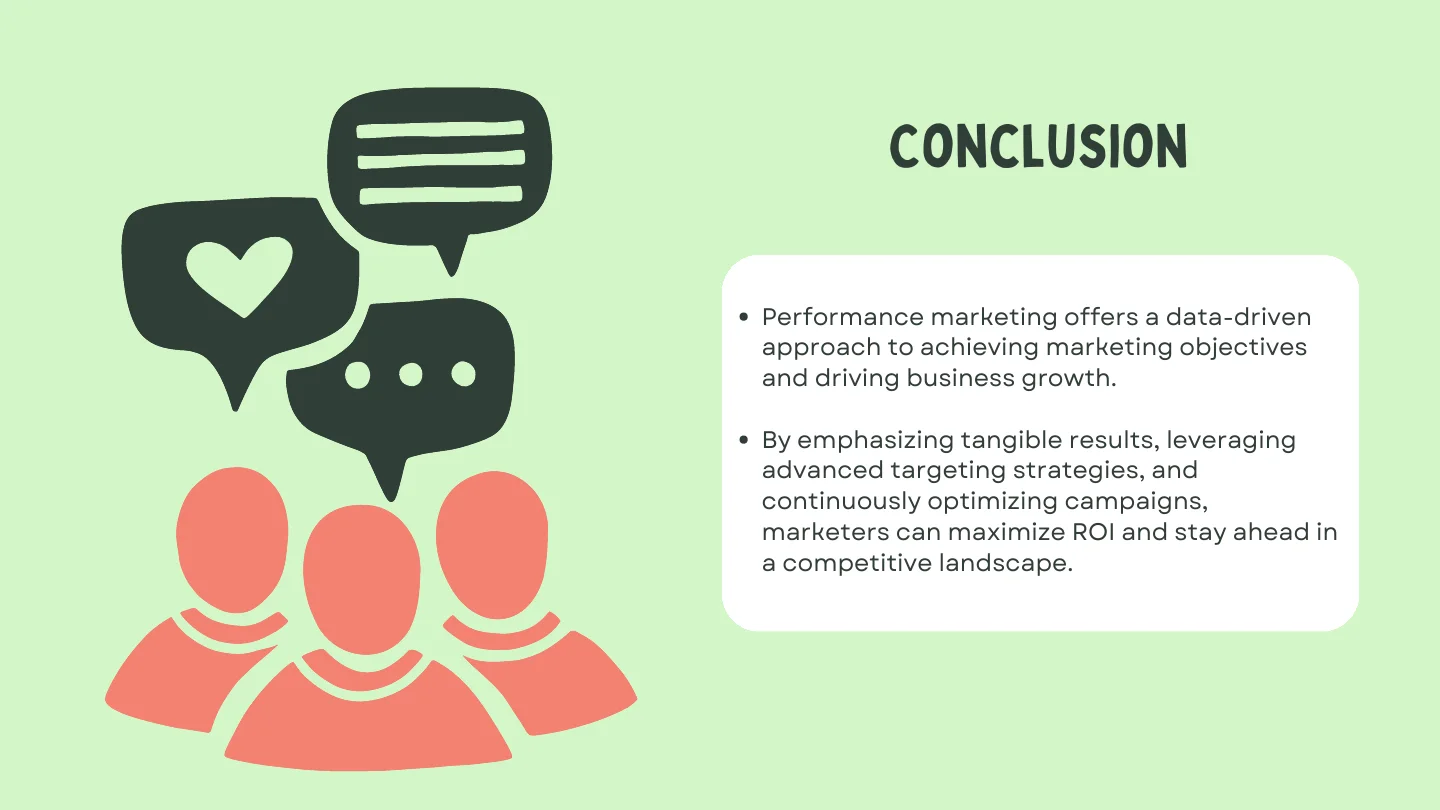 CONCLUSION
• Performance marketing offers a data-driven
approach to achieving marketing objectives
and driving business growth.
• By emphasizing tangible results, leveraging
advanced targeting strategies, and
continuously optimizing campaigns,
marketers can maximize ROI and stay ahead in
a competitive landscape.